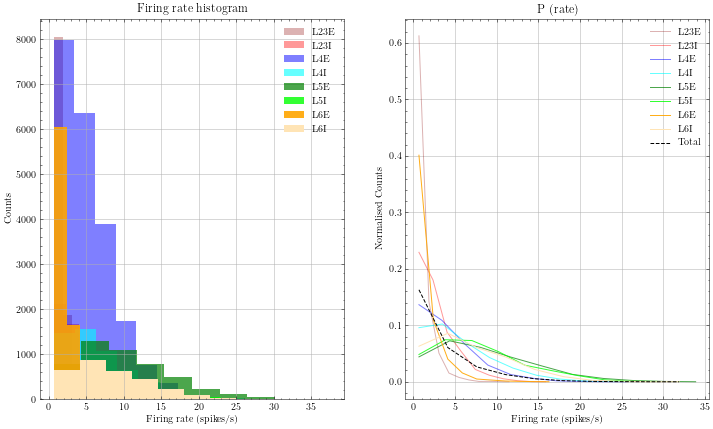 Firing rate histogram
8000
7000
6000
5000
4000
3000
2000
1000
0
Counts
0 5 10 15 20 25 30 35
Firing rate (spikes/s)
L23E
L23I
L4E
L4I
L5E
L5I
L6E
L6I
P (rate)
0.6
0.5
0.4
0.3
0.2
0.1
0.0
Normalised Counts
0 5 10 15 20 25 30 35
Firing rate (spikes/s)
L23E
L23I
L4E
L4I
L5E
L5I
L6E
L6I
Total